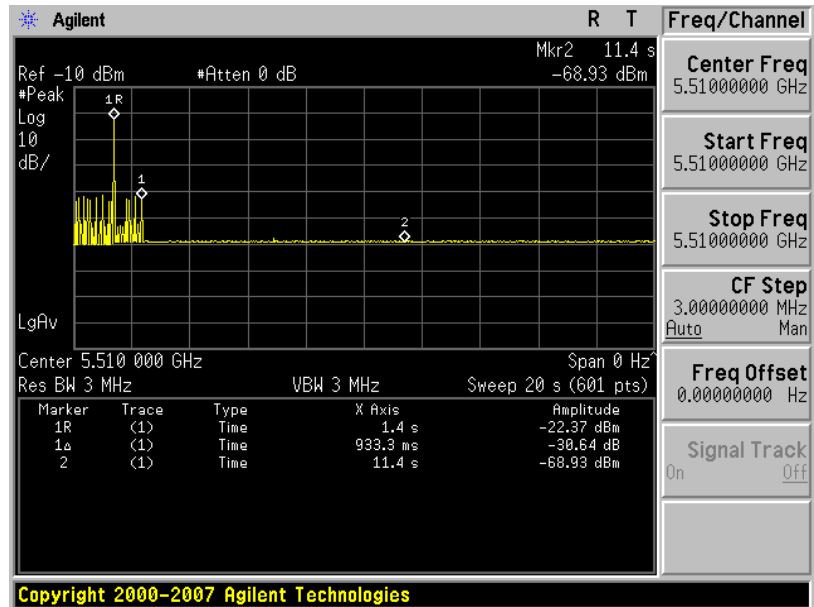 Agilent R T
Freq/Channel
Mkr2 11.4 s
Ref -10 dBm #Atten 0 dB -68.93 dBm
#Peak
Log
10
dB/
1R
1
2
LgAv
Center 5.510 000 GHz Span 0 Hz^
Res BW 3 MHz VBW 3 MHz Sweep 20 s (601 pts)
Marker Trace Type X Axis Amplitude
1R (1) Time 1.4 s -22.37 dBm
1Δ (1) Time 933.3 ms -30.64 dB
2 (1) Time 11.4 s -68.93 dBm
Center Freq
5.51000000 GHz
Start Freq
5.51000000 GHz
Stop Freq
5.51000000 GHz
CF Step
3.00000000 MHz
Auto Man
Freq Offset
0.00000000 Hz
Signal Track
On Off
Copyright 2000-2007 Agilent Technologies